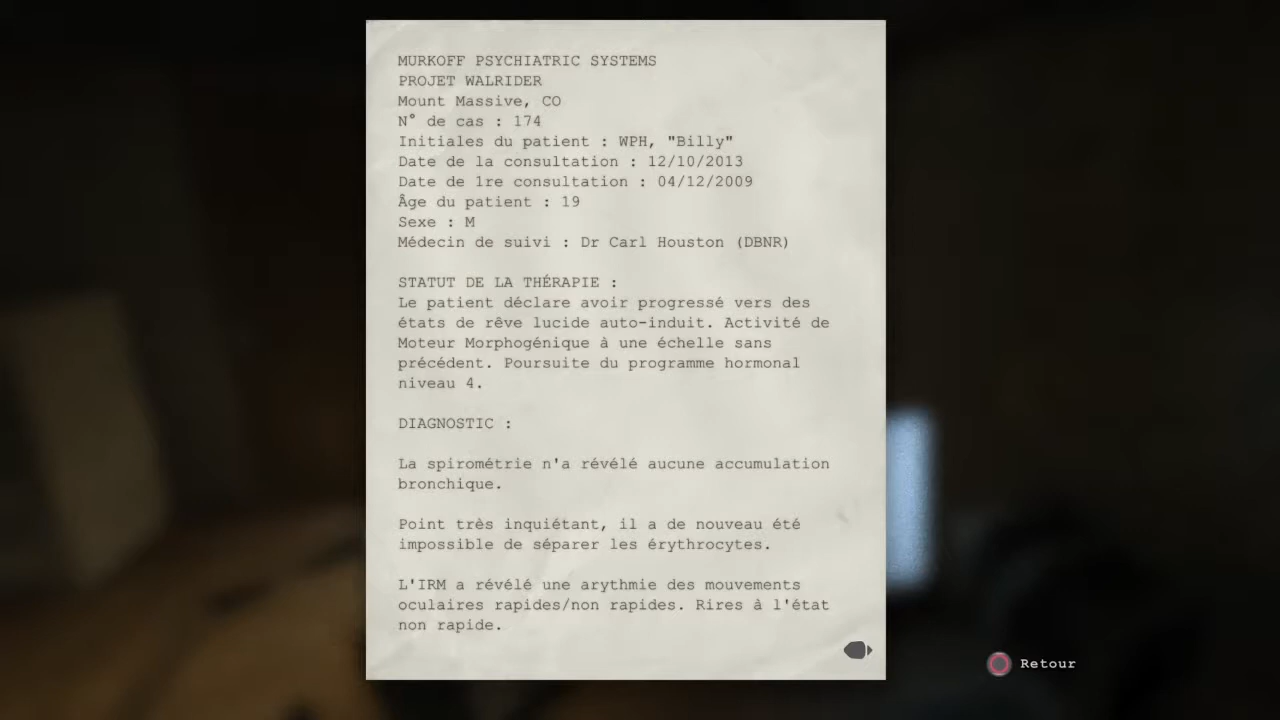 MURKOFF PSYCHIATRIC SYSTEMS
PROJET WALRIDER
Mount Massive, CO
N° de cas : 174
Initiales du patient : WPH, "Billy"
Date de la consultation : 12/10/2013
Date de 1re consultation : 04/12/2009
Âge du patient : 19
Sexe : M
Médecin de suivi : Dr Carl Houston (DBNR)
STATUT DE LA THÉRAPIE :
Le patient déclare avoir progressé vers des
états de rêve lucide auto-induit. Activité de
Moteur Morphogénique à une échelle sans
précédent. Poursuite du programme hormonal
niveau 4.
DIAGNOSTIC :
La spirométrie n'a révélé aucune accumulation
bronchique.
Point très inquiétant, il a de nouveau été
impossible de séparer les érythrocytes.
L'IRM a révélé une arythmie des mouvements
oculaires rapides/non rapides. Rires à l'état
non rapide.
Retour